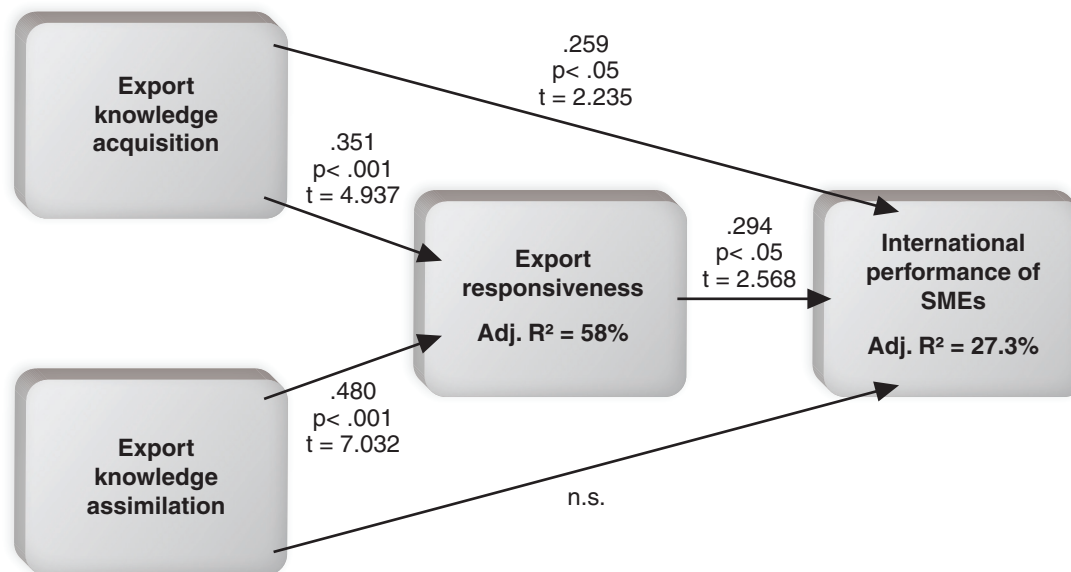 Export
knowledge
acquisition
.259
p< .05
t = 2.235
.351
p< .001
t = 4.937
Export
responsiveness
Adj. R² = 58%
.294
p< .05
t = 2.568
International
performance of
SMEs
Adj. R² = 27.3%
Export
knowledge
assimilation
.480
p< .001
t = 7.032
n.s.